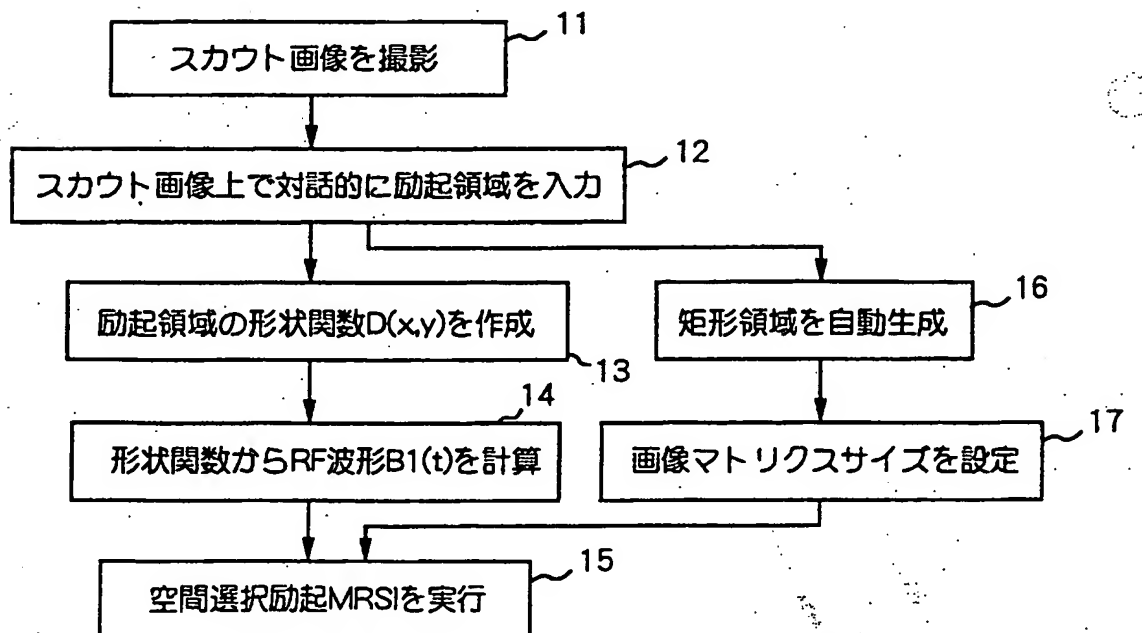 スカウト画像を撮影
11
スカウト画像上で対話的に励起領域を入力
12
励起領域の形状関数D(x,y)を作成
13
矩形領域を自動生成
16
形状関数からRF波形B1(t)を計算
14
画像マトリクスサイズを設定
17
空間選択励起MRSIを実行
15